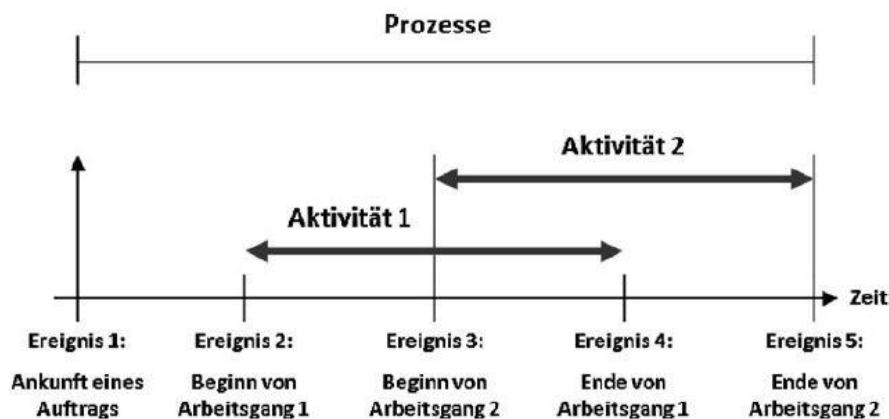 Prozesse
Aktivität 2
Aktivität 1
Zeit
Ereignis 1:
Ankunft eines
Auftrags
Ereignis 2:
Beginn von
Arbeitsgang 1
Ereignis 3:
Beginn von
Arbeitsgang 2
Ereignis 4:
Ende von
Arbeitsgang 1
Ereignis 5:
Ende von
Arbeitsgang 2